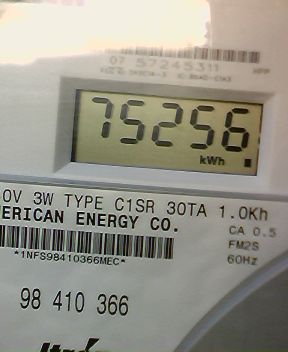 07 57245311
75256
kWh
0V 3W TYPE C1SR 30TA 1.0Kh
ERICAN ENERGY CO.
CA 0.5
FM2S
60Hz
*1NFS98410366MEC*
98 410 366